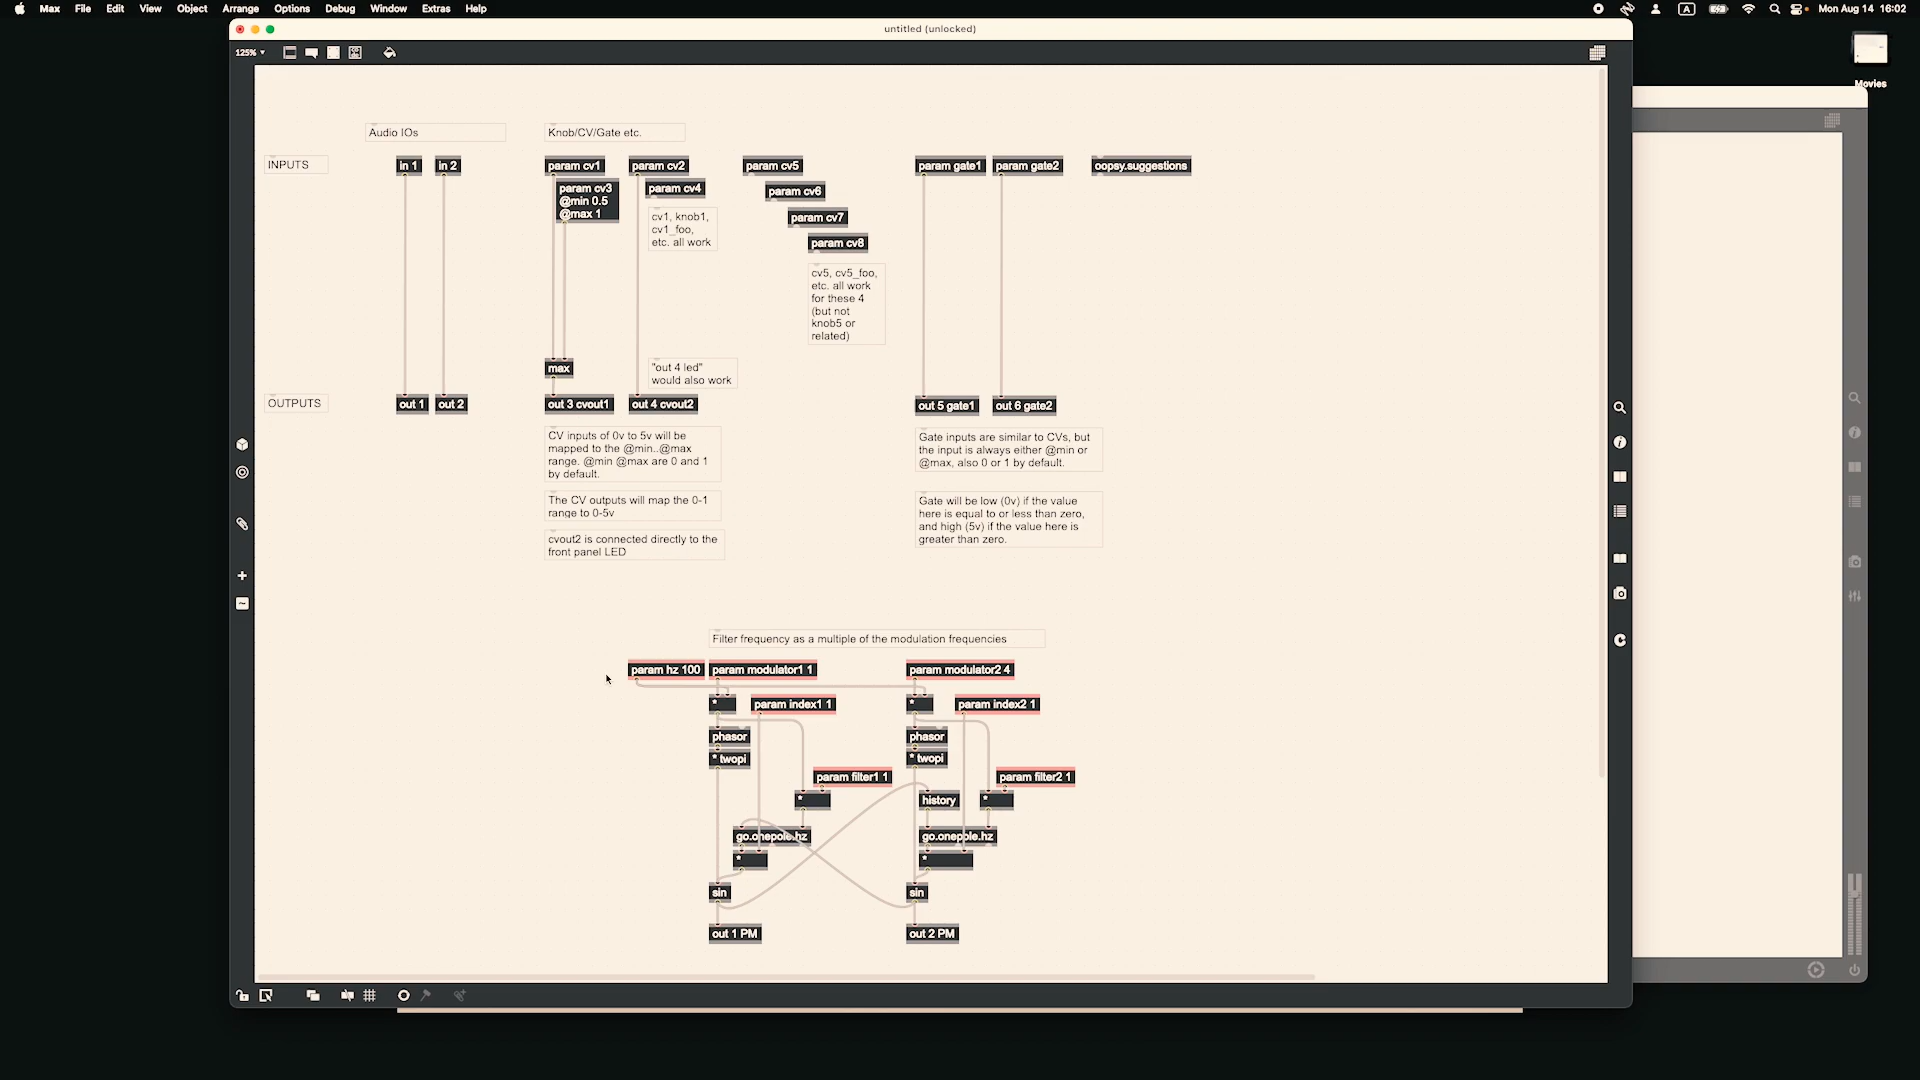 Max File Edit View Object Arrange Options Debug Window Extras Help
A
Mon Aug 14 16:02
untitled (unlocked)
125%
Movies
Audio IOs
Knob/CV/Gate etc.
INPUTS
in 1
in 2
param cv1
param cv2
param cv5
param gate1
param gate2
oopsy.suggestions
param cv3
@min 0.5
@max 1
param cv4
param cv6
param cv7
param cv8
cv1, knob1,
cv1_foo,
etc. all work
cv5, cv5_foo,
etc. all work
for these 4
(but not
knob5 or
related)
max
"out 4 led"
would also work
OUTPUTS
out 1
out 2
out 3 cvout1
out 4 cvout2
out 5 gate1
out 6 gate2
CV inputs of 0v to 5v will be
mapped to the @min..@max
range. @min @max are 0 and 1
by default.
The CV outputs will map the 0-1
range to 0-5v
cvout2 is connected directly to the
front panel LED
Gate inputs are similar to CVs, but
the input is always either @min or
@max, also 0 or 1 by default.
Gate will be low (0v) if the value
here is equal to or less than zero,
and high (5v) if the value here is
greater than zero.
Filter frequency as a multiple of the modulation frequencies
param hz 100
param modulator1 1
param modulator2 4
*
param index1 1
*
param index2 1
phasor
phasor
* twopi
* twopi
param filter1 1
param filter2 1
*
history
*
go.onepole.hz
go.onepole.hz
*
*
sin
sin
out 1 PM
out 2 PM